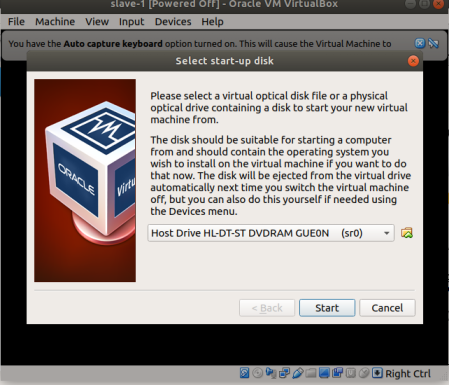 slave-1 [Powered Off] - Oracle VM VirtualBox
File Machine View Input Devices Help
You have the Auto capture keyboard option turned on. This will cause the Virtual Machine to
Select start-up disk
Please select a virtual optical disk file or a physical
optical drive containing a disk to start your new virtual
machine from.
The disk should be suitable for starting a computer
from and should contain the operating system you
wish to install on the virtual machine if you want to do
that now. The disk will be ejected from the virtual drive
automatically next time you switch the virtual machine
off, but you can also do this yourself if needed using
the Devices menu.
ORACLE
Virtu
Host Drive HL-DT-ST DVDRAM GUE0N (sr0)
< Back Start Cancel
Right Ctrl